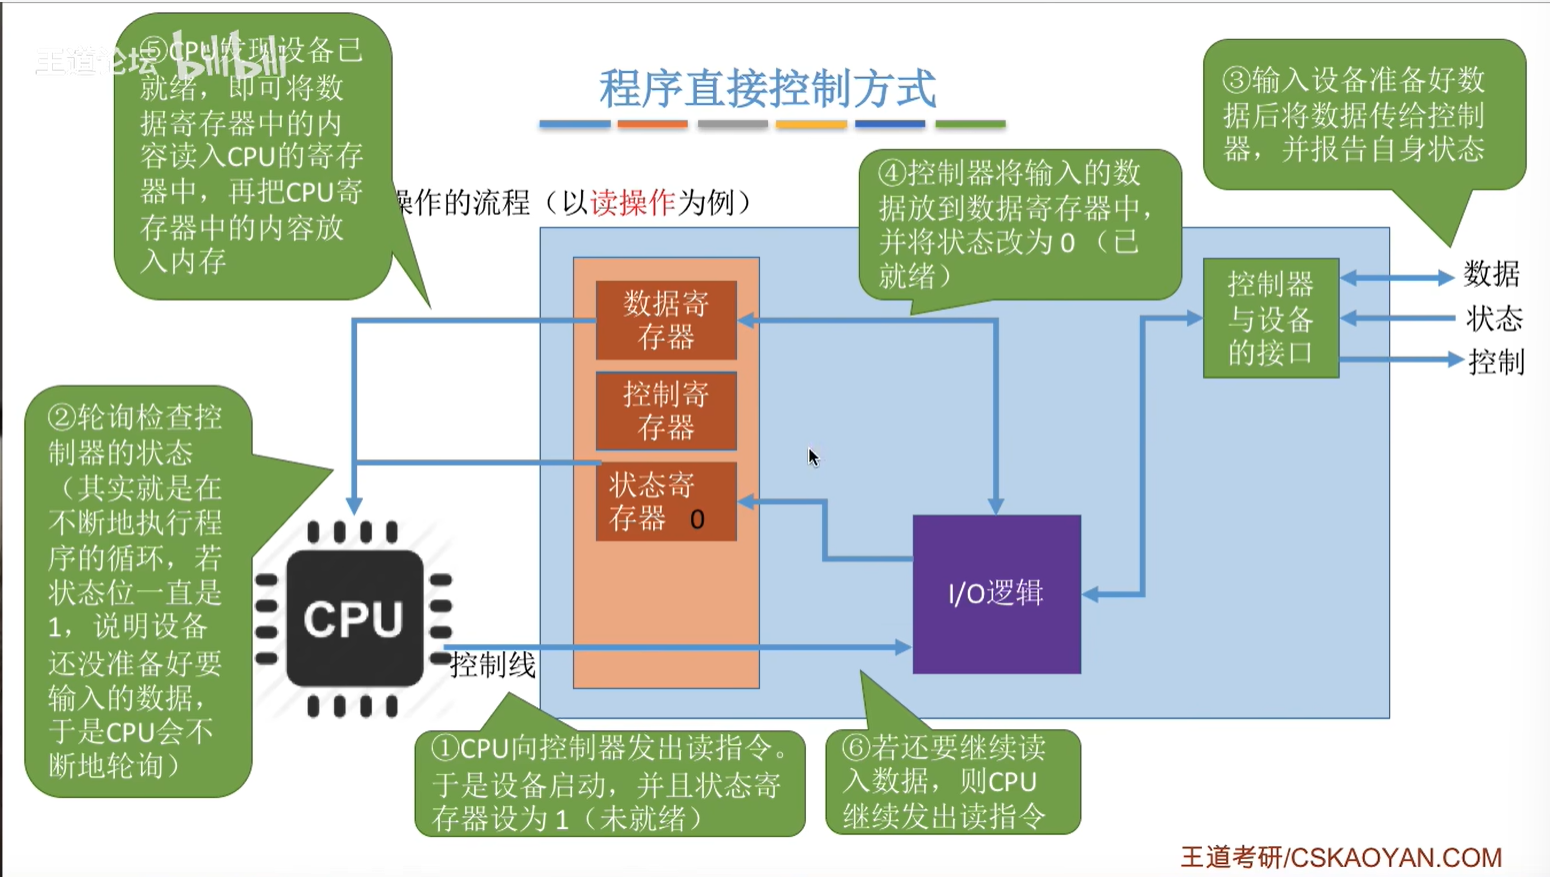 王道论坛
bilibili
⑤CPU发现设备已
就绪，即可将数
据寄存器中的内
容读入CPU的寄存
器中，再把CPU寄
存器中的内容放
入内存
程序直接控制方式
操作的流程（以读操作为例）
③输入设备准备好数
据后将数据传给控制
器，并报告自身状态
④控制器将输入的数
据放到数据寄存器中，
并将状态改为 0 （已
就绪）
数据寄
存器
控制寄
存器
状态寄
存器 0
控制器
与设备
的接口
数据
状态
控制
②轮询检查控
制器的状态
（其实就是在
不断地执行程
序的循环，若
状态位一直是
1，说明设备
还没准备好要
输入的数据，
于是CPU会不
断地轮询）
CPU
控制线
I/O逻辑
①CPU向控制器发出读指令。
于是设备启动，并且状态寄
存器设为 1（未就绪）
⑥若还要继续读
入数据，则CPU
继续发出读指令
王道考研/CSKAOYAN.COM